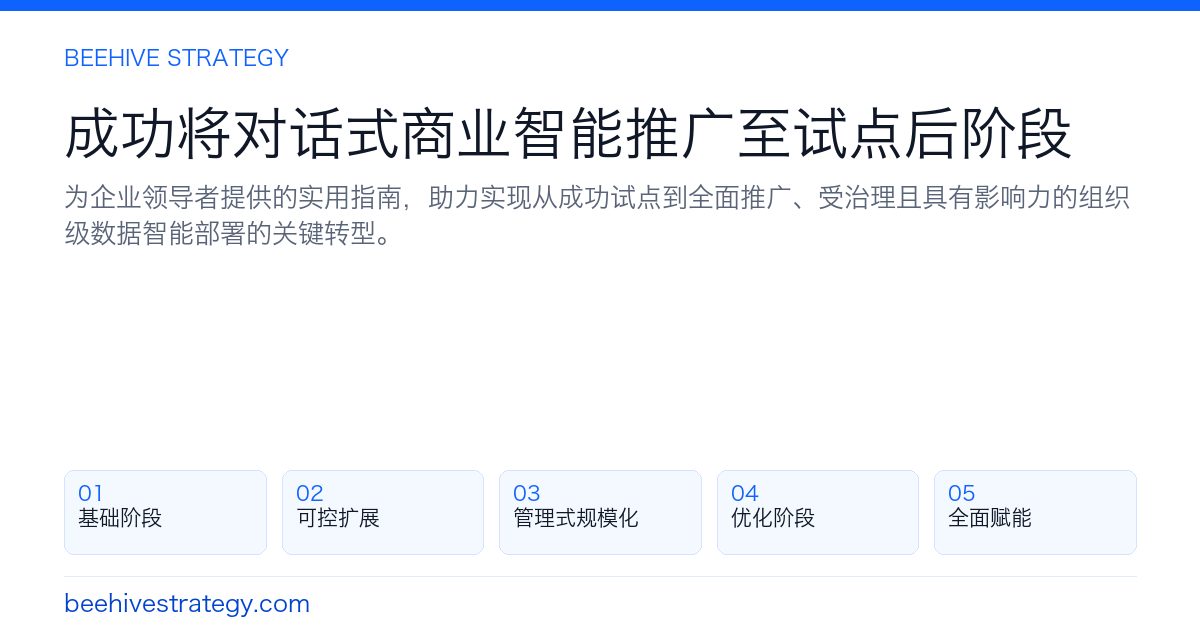 BEEHIVE STRATEGY
成功将对话式商业智能推广至试点后阶段
为企业领导者提供的实用指南，助力实现从成功试点到全面推广、受治理且具有影响力的组织
级数据智能部署的关键转型。
01
基础阶段
02
可控扩展
03
管理式规模化
04
优化阶段
05
全面赋能
beehivestrategy.com